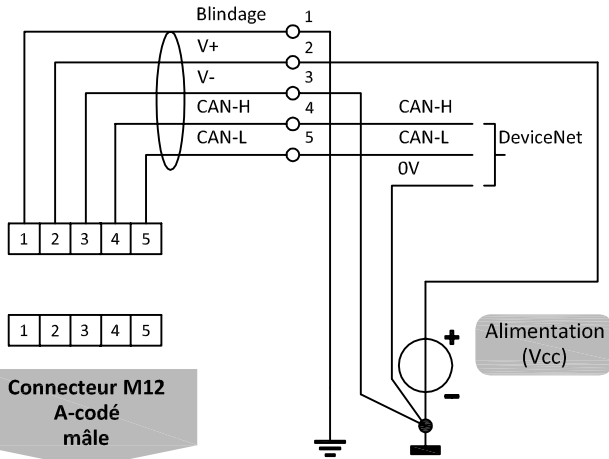 Blindage 1
V+ 2
V- 3
CAN-H 4 CAN-H
CAN-L 5 CAN-L DeviceNet
0V
1 2 3 4 5
1 2 3 4 5
+ Alimentation
(Vcc)
-
Connecteur M12
A-codé
mâle